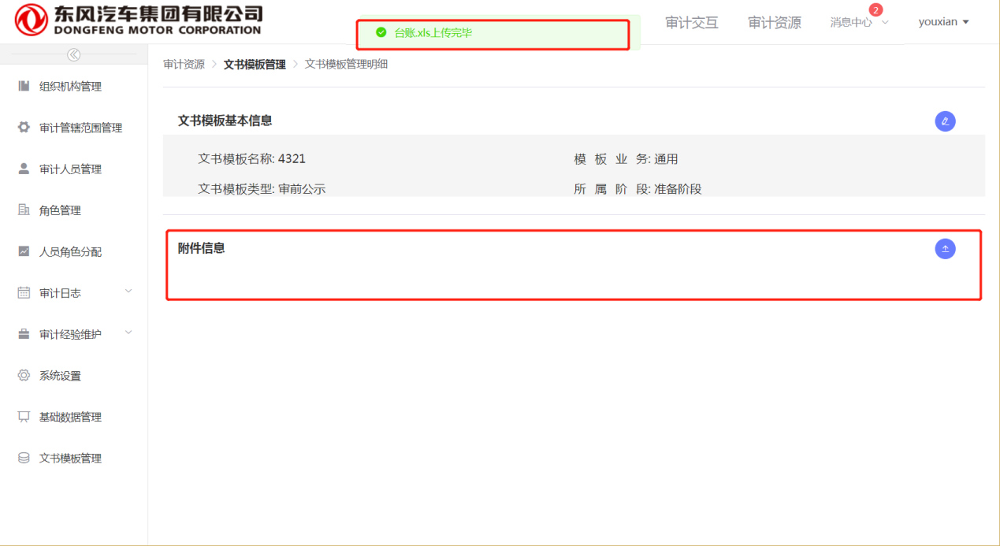 东风汽车集团有限公司
DONGFENG MOTOR CORPORATION
台账.xls上传完毕
审计交互
审计资源
消息中心
2
youxian
审计资源 > 文书模板管理 > 文书模板管理明细
组织机构管理
审计管辖范围管理
审计人员管理
角色管理
人员角色分配
审计日志
审计经验维护
系统设置
基础数据管理
文书模板管理
文书模板基本信息
文书模板名称: 4321
模 板 业 务: 通用
文书模板类型: 审前公示
所 属 阶 段: 准备阶段
附件信息